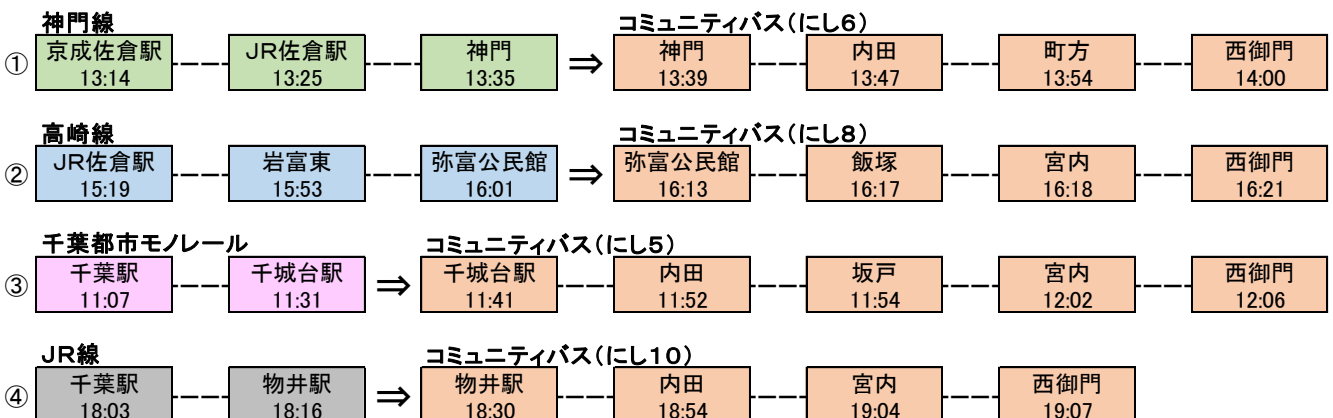 神門線 コミュニティバス(にし6)
① 京成佐倉駅 JR佐倉駅 神門 ⇒ 神門 内田 町方 西御門
13:14 13:25 13:35 13:39 13:47 13:54 14:00
高崎線 コミュニティバス(にし8)
② JR佐倉駅 岩富東 弥富公民館 ⇒ 弥富公民館 飯塚 宮内 西御門
15:19 15:53 16:01 16:13 16:17 16:18 16:21
千葉都市モノレール コミュニティバス(にし5)
③ 千葉駅 千城台駅 ⇒ 千城台駅 内田 坂戸 宮内 西御門
11:07 11:31 11:41 11:52 11:54 12:02 12:06
JR線 コミュニティバス(にし10)
④ 千葉駅 物井駅 ⇒ 物井駅 内田 宮内 西御門
18:03 18:16 18:30 18:54 19:04 19:07